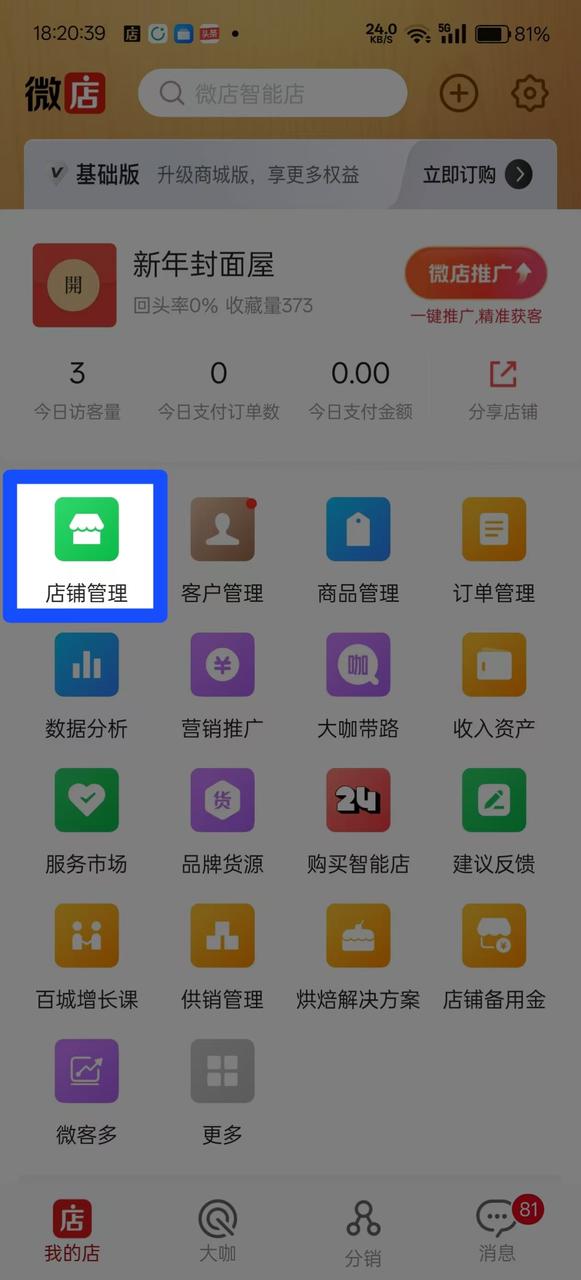 18:20:39 店 头条 24.0 KB/S 5G 81%
微店 微店智能店
V 基础版 升级商城版，享更多权益 立即订购
開 新年封面屋 微店推广
回头率0% 收藏量373 一键推广,精准获客
3 0 0.00
今日访客量 今日支付订单数 今日支付金额 分享店铺
店铺管理 客户管理 商品管理 订单管理
¥ 咖
数据分析 营销推广 大咖带路 收入资产
货 24
服务市场 品牌货源 购买智能店 建议反馈
¥
百城增长课 供销管理 烘焙解决方案 店铺备用金
微客多 更多
店 81
我的店 大咖 分销 消息